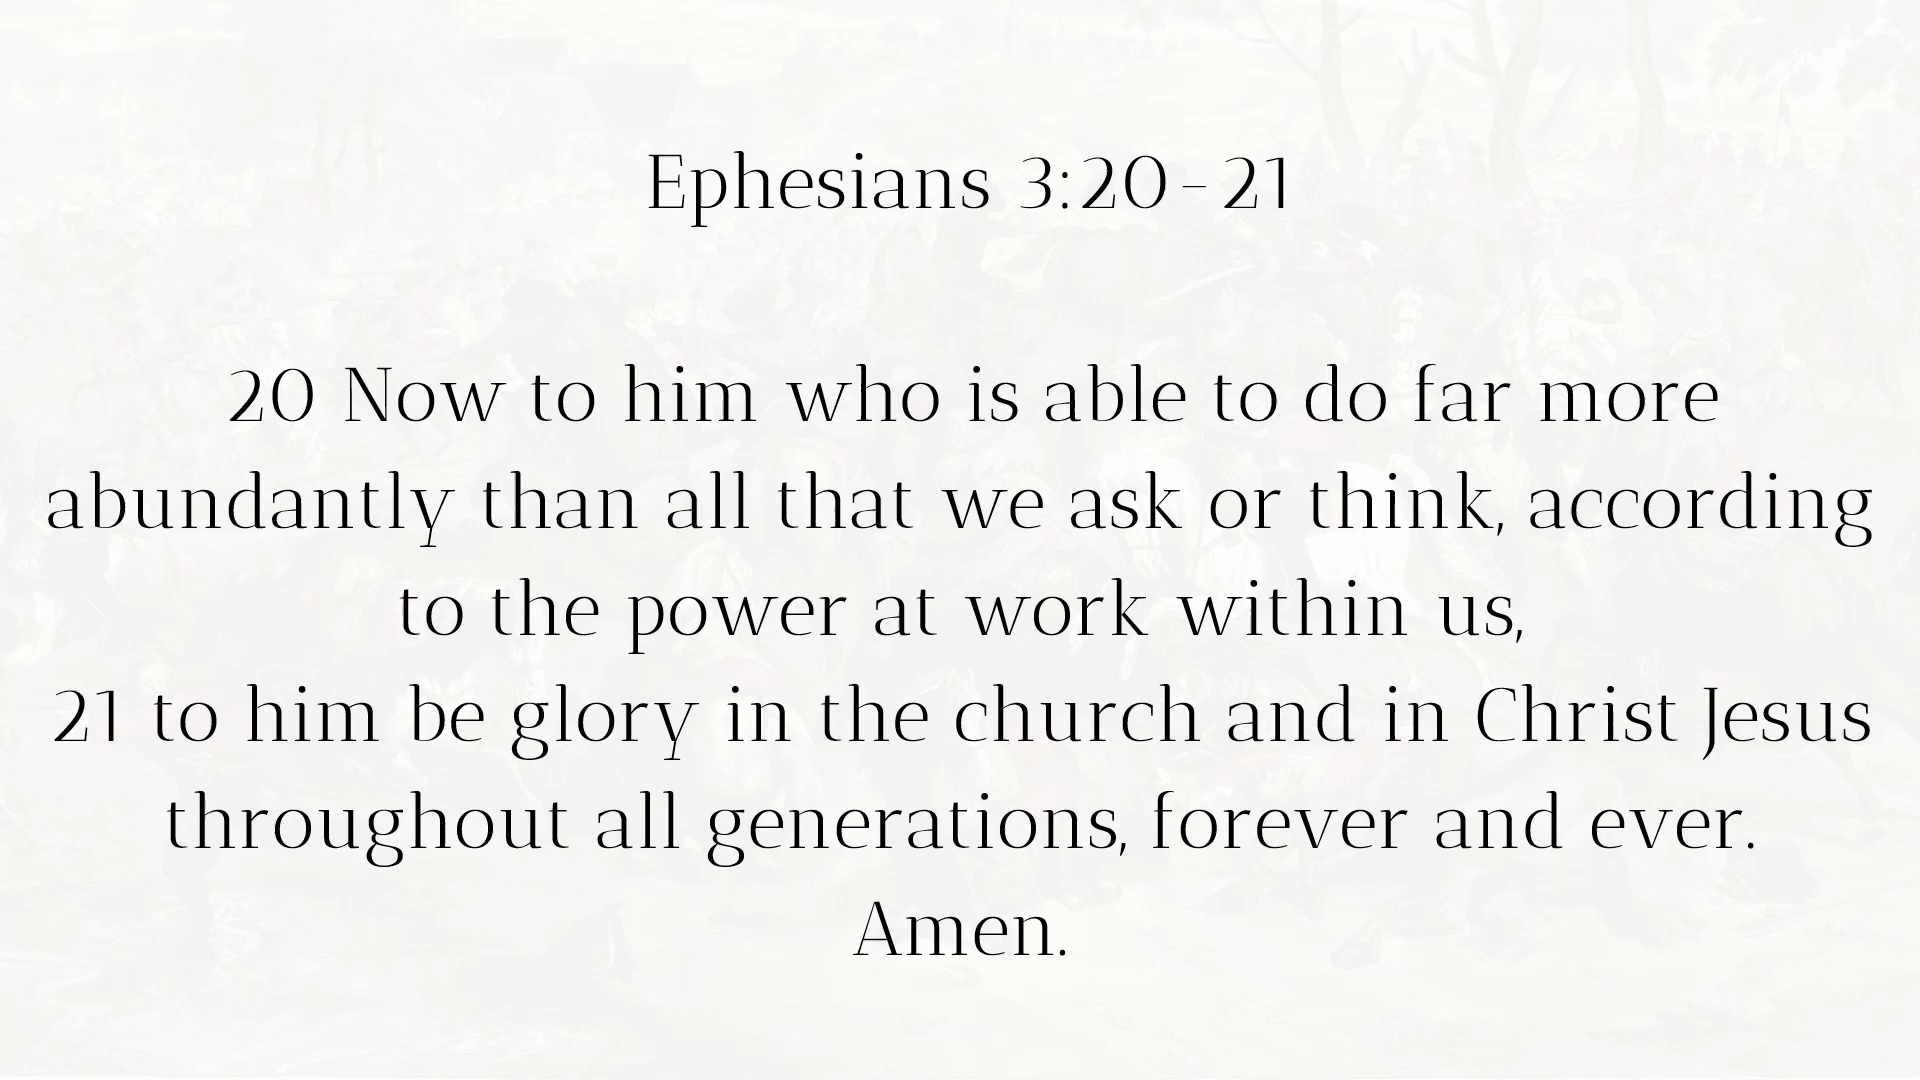 Ephesians 3:20-21
20 Now to him who is able to do far more
abundantly than all that we ask or think, according
to the power at work within us,
21 to him be glory in the church and in Christ Jesus
throughout all generations, forever and ever.
Amen.